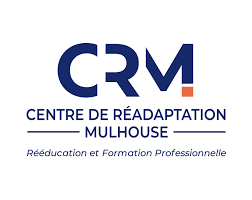 CRM
CENTRE DE RÉADAPTATION
MULHOUSE
Rééducation et Formation Professionnelle